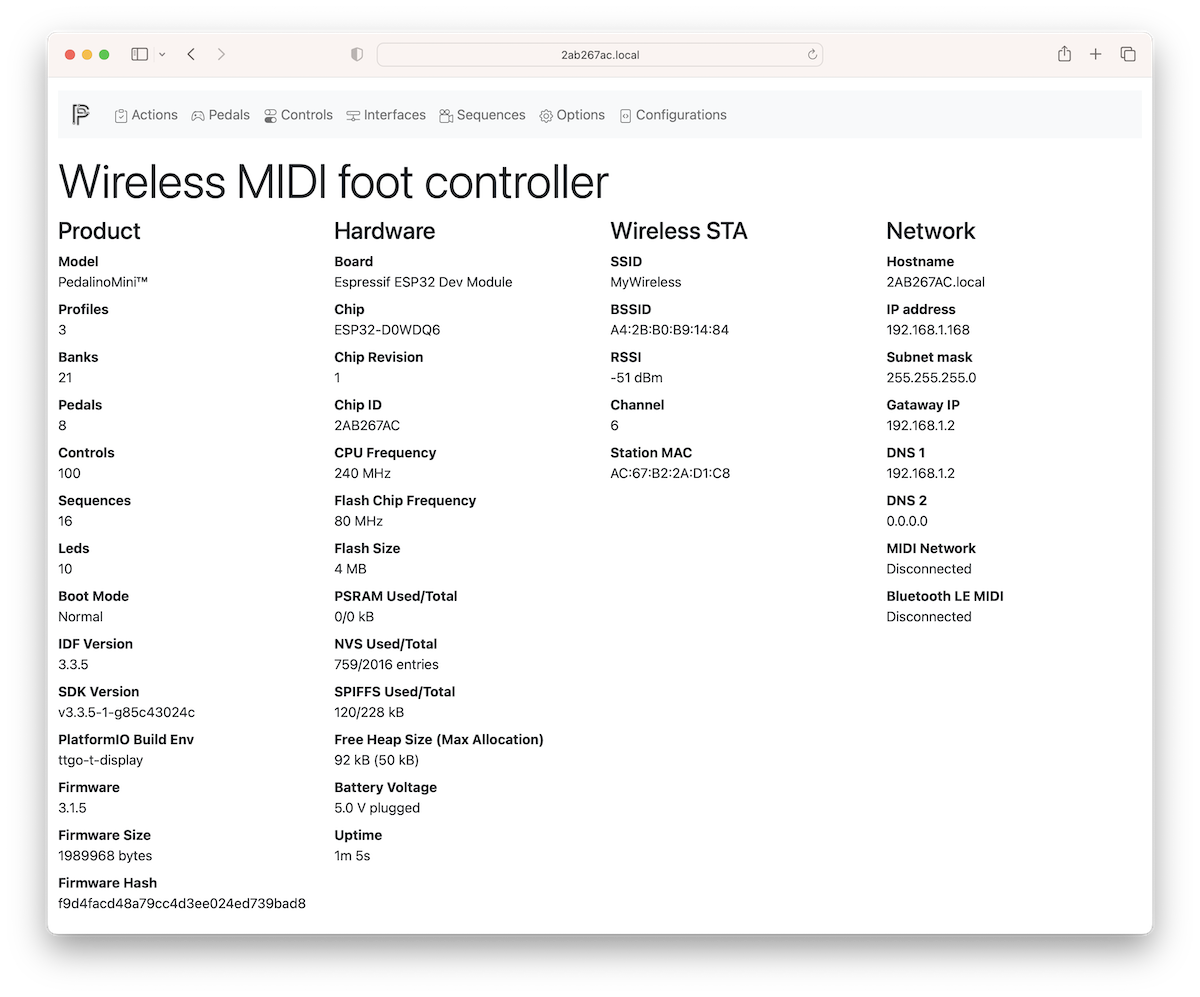 2ab267ac.local
Actions Pedals Controls Interfaces Sequences Options Configurations
Wireless MIDI foot controller
Product
Model
PedalinoMini™
Profiles
3
Banks
21
Pedals
8
Controls
100
Sequences
16
Leds
10
Boot Mode
Normal
IDF Version
3.3.5
SDK Version
v3.3.5-1-g85c43024c
PlatformIO Build Env
ttgo-t-display
Firmware
3.1.5
Firmware Size
1989968 bytes
Firmware Hash
f9d4facd48a79cc4d3ee024ed739bad8
Hardware
Board
Espressif ESP32 Dev Module
Chip
ESP32-D0WDQ6
Chip Revision
1
Chip ID
2AB267AC
CPU Frequency
240 MHz
Flash Chip Frequency
80 MHz
Flash Size
4 MB
PSRAM Used/Total
0/0 kB
NVS Used/Total
759/2016 entries
SPIFFS Used/Total
120/228 kB
Free Heap Size (Max Allocation)
92 kB (50 kB)
Battery Voltage
5.0 V plugged
Uptime
1m 5s
Wireless STA
SSID
MyWireless
BSSID
A4:2B:B0:B9:14:84
RSSI
-51 dBm
Channel
6
Station MAC
AC:67:B2:2A:D1:C8
Network
Hostname
2AB267AC.local
IP address
192.168.1.168
Subnet mask
255.255.255.0
Gataway IP
192.168.1.2
DNS 1
192.168.1.2
DNS 2
0.0.0.0
MIDI Network
Disconnected
Bluetooth LE MIDI
Disconnected